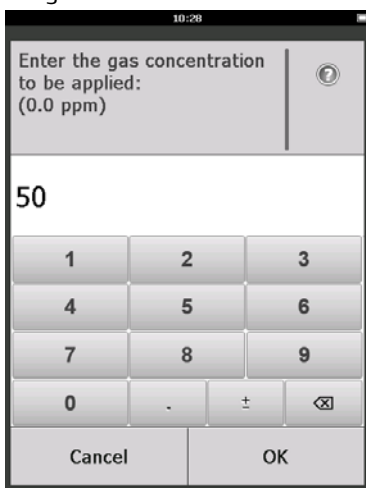 10:28
Enter the gas concentration
to be applied:
(0.0 ppm)
?
50
1 2 3
4 5 6
7 8 9
0 . ±
Cancel OK